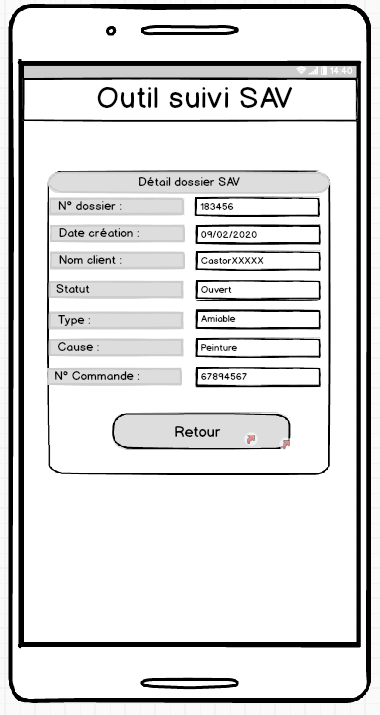 14:40
Outil suivi SAV
Détail dossier SAV
N° dossier : 183456
Date création : 09/02/2020
Nom client : CastorXXXXX
Statut Ouvert
Type : Amiable
Cause : Peinture
N° Commande : 67894567
Retour